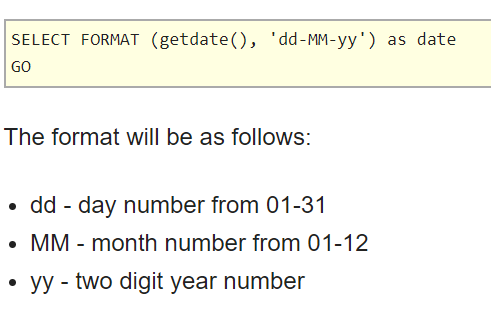 SELECT FORMAT (getdate(), 'dd-MM-yy') as date
GO
The format will be as follows:
• dd - day number from 01-31
• MM - month number from 01-12
• yy - two digit year number